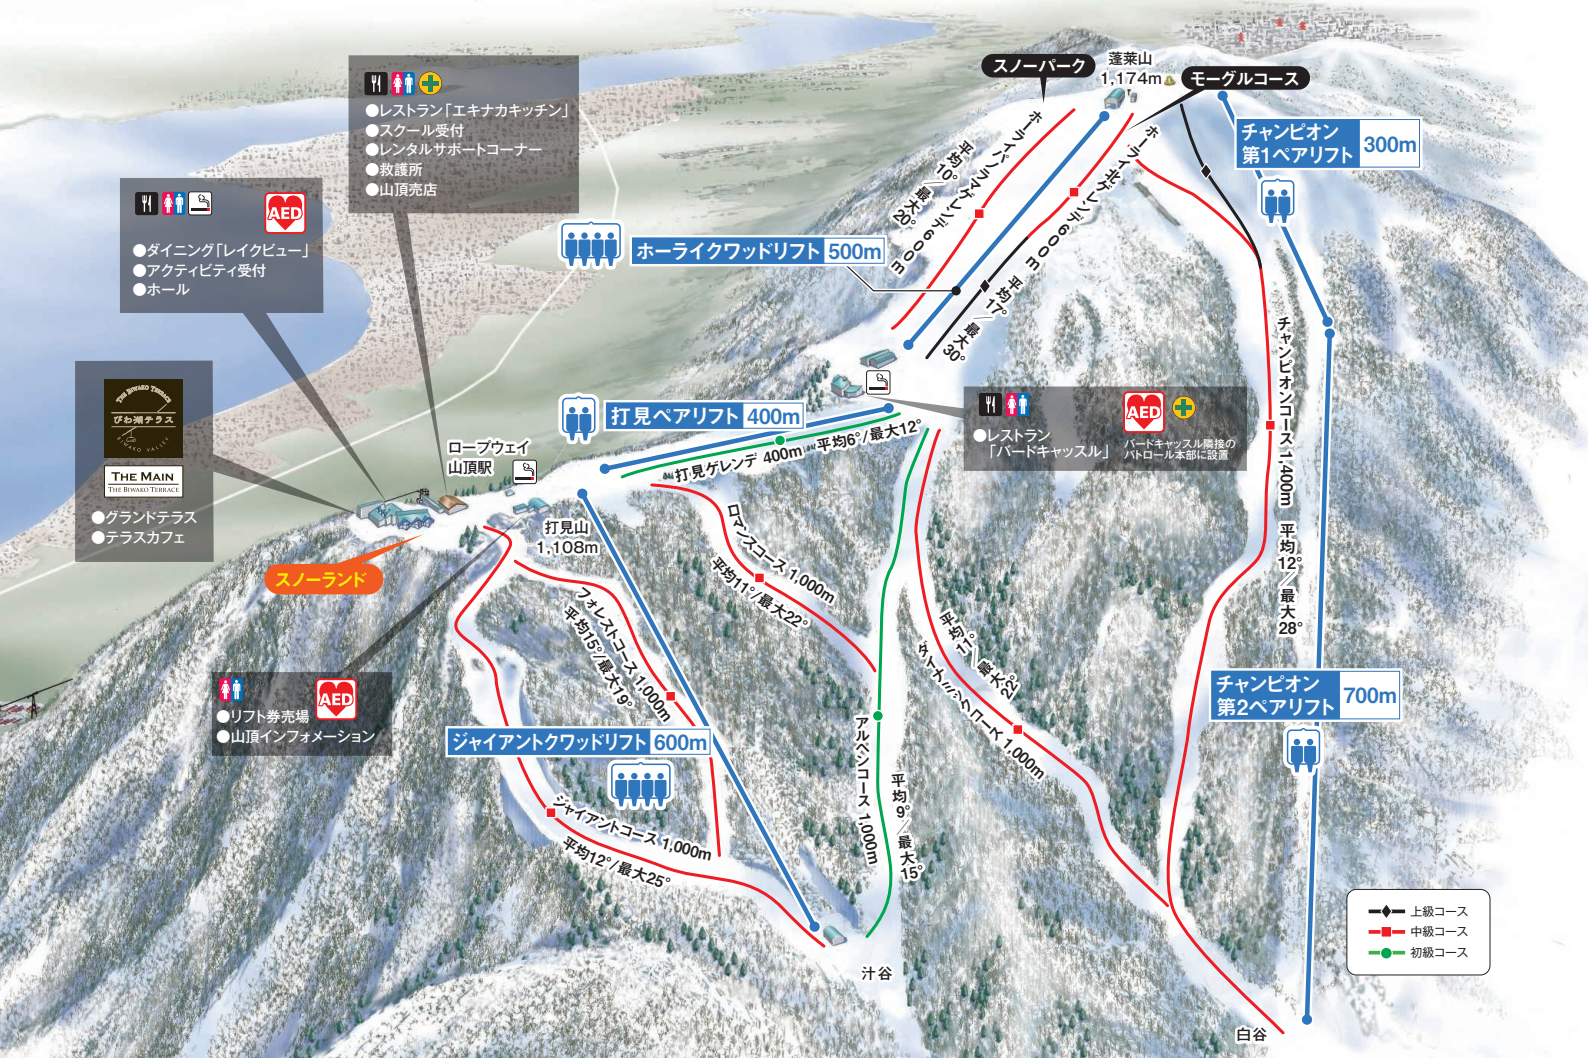 ●レストラン「エキナカキッチン」
●スクール受付
●レンタルサポートコーナー
●救護所
●山頂売店
スノーパーク
蓬莱山
1,174m
モーグルコース
チャンピオン
第1ペアリフト 300m
AED
●ダイニング「レイクビュー」
●アクティビティ受付
●ホール
ホーライクワッドリフト 500m
ホーライパノラマゲレンデ 600m
平均10°/最大20°
ホーライ北ゲレンデ 600m
平均17°/最大30°
チャンピオンコース 1,400m 平均12°/最大28°
THE BIWAKO TERRACE
びわ湖テラス
BIWAKO VALLEY
THE MAIN
THE BIWAKO TERRACE
●グランドテラス
●テラスカフェ
打見ペアリフト 400m
打見ゲレンデ 400m 平均6°/最大12°
AED
●レストラン
「バードキャッスル」
バードキャッスル隣接の
パトロール本部に設置
ロープウェイ
山頂駅
打見山
1,108m
スノーランド
ロマンスコース 1,000m
平均11°/最大22°
フォレストコース 1,000m
平均15°/最大19°
ダイナミックコース 1,000m
平均11°/最大22°
AED
●リフト券売場
●山頂インフォメーション
ジャイアントクワッドリフト 600m
チャンピオン
第2ペアリフト 700m
アルペンコース 1,000m
平均9°/最大15°
ジャイアントコース 1,000m
平均12°/最大25°
汁谷
白谷
上級コース
中級コース
初級コース